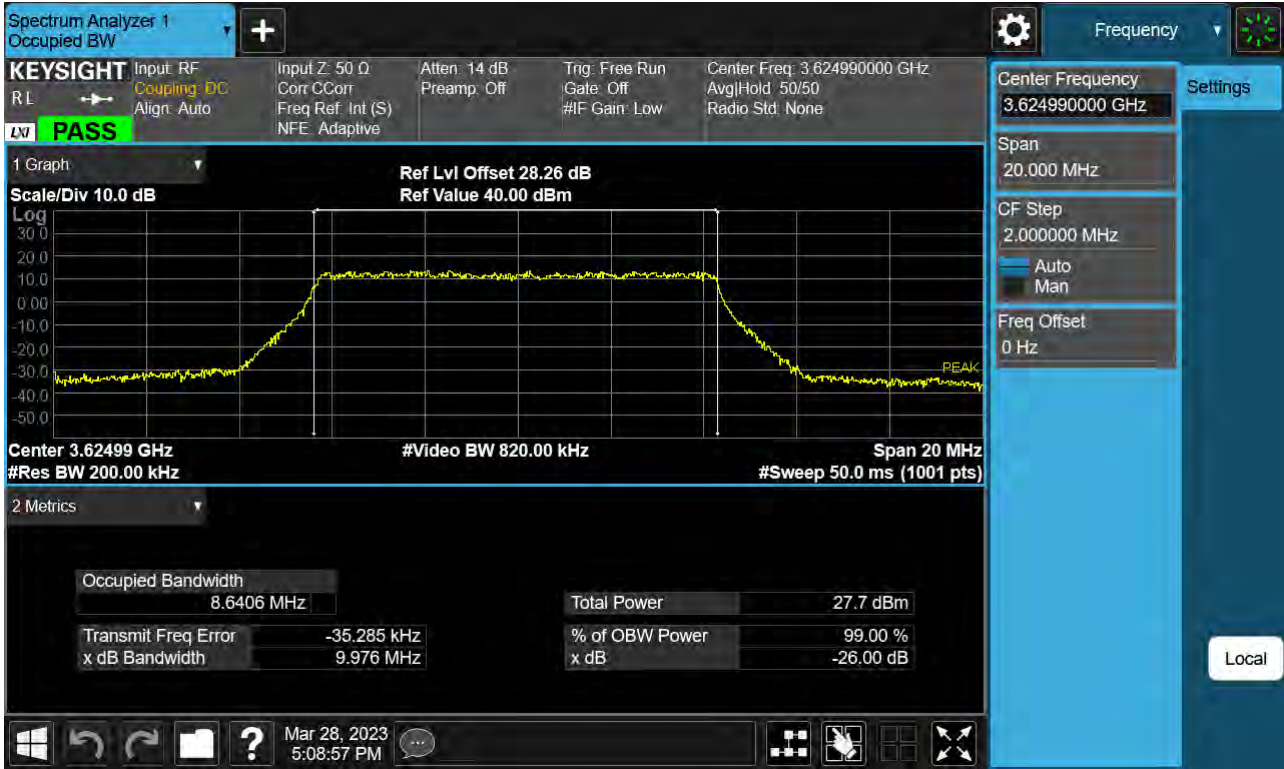 Spectrum Analyzer 1
Occupied BW
Frequency
KEYSIGHT
R L
LXI
PASS
Input: RF
Coupling: DC
Align: Auto
Input Z: 50 Ω
Corr CCorr
Freq Ref: Int (S)
NFE: Adaptive
Atten: 14 dB
Preamp: Off
Trig: Free Run
Gate: Off
#IF Gain: Low
Center Freq: 3.624990000 GHz
Avg|Hold: 50/50
Radio Std: None
1 Graph
Scale/Div 10.0 dB
Ref Lvl Offset 28.26 dB
Ref Value 40.00 dBm
Log
30.0
20.0
10.0
0.00
-10.0
-20.0
-30.0
-40.0
-50.0
PEAK
Center 3.62499 GHz
#Video BW 820.00 kHz
Span 20 MHz
#Res BW 200.00 kHz
#Sweep 50.0 ms (1001 pts)
2 Metrics
Occupied Bandwidth
8.6406 MHz
Total Power 27.7 dBm
Transmit Freq Error -35.285 kHz
% of OBW Power 99.00 %
x dB Bandwidth 9.976 MHz
x dB -26.00 dB
Center Frequency
3.624990000 GHz
Settings
Span
20.000 MHz
CF Step
2.000000 MHz
Auto
Man
Freq Offset
0 Hz
Local
?
Mar 28, 2023
5:08:57 PM